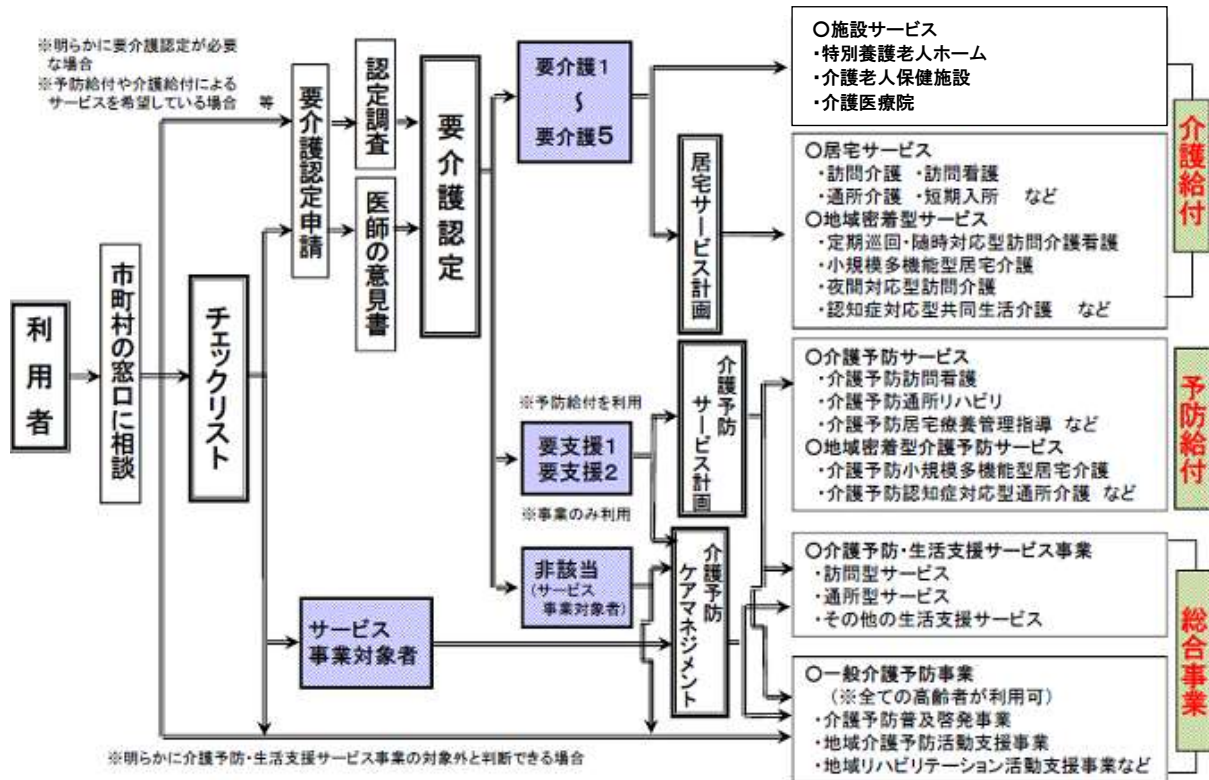 ※明らかに要介護認定が必要
な場合
※予防給付や介護給付による
サービスを希望している場合　等
利用者
市町村の窓口に相談
チェックリスト
要介護認定申請
認定調査
医師の意見書
要介護認定
要介護1
～
要介護5
※予防給付を利用
要支援1
要支援2
※事業のみ利用
非該当
(サービス
事業対象者)
サービス
事業対象者
※明らかに介護予防・生活支援サービス事業の対象外と判断できる場合
居宅サービス計画
介護予防
サービス計画
介護予防
ケアマネジメント
○施設サービス
・特別養護老人ホーム
・介護老人保健施設
・介護医療院
○居宅サービス
・訪問介護　・訪問看護
・通所介護　・短期入所　など
○地域密着型サービス
・定期巡回・随時対応型訪問介護看護
・小規模多機能型居宅介護
・夜間対応型訪問介護
・認知症対応型共同生活介護　など
介護給付
○介護予防サービス
・介護予防訪問看護
・介護予防通所リハビリ
・介護予防居宅療養管理指導　など
○地域密着型介護予防サービス
・介護予防小規模多機能型居宅介護
・介護予防認知症対応型通所介護　など
予防給付
○介護予防・生活支援サービス事業
・訪問型サービス
・通所型サービス
・その他の生活支援サービス
○一般介護予防事業
（※全ての高齢者が利用可）
・介護予防普及啓発事業
・地域介護予防活動支援事業
・地域リハビリテーション活動支援事業など
総合事業